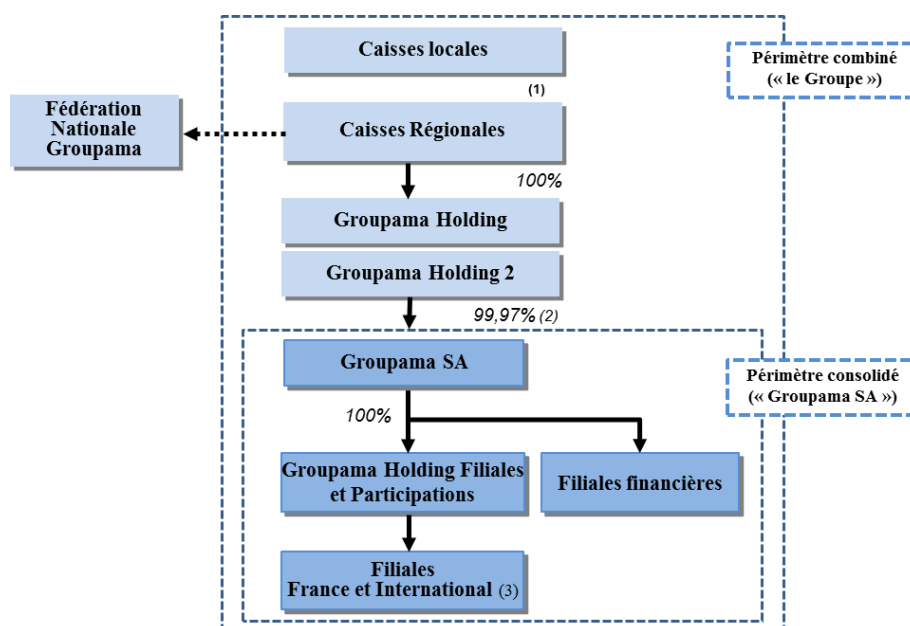 Caisses locales
Périmètre combiné
(« le Groupe »)
(1)
Fédération
Nationale
Groupama
Caisses Régionales
100%
Groupama Holding
Groupama Holding 2
99,97% (2)
Groupama SA
Périmètre consolidé
(« Groupama SA »)
100%
Groupama Holding Filiales
et Participations
Filiales financières
Filiales
France et International (3)